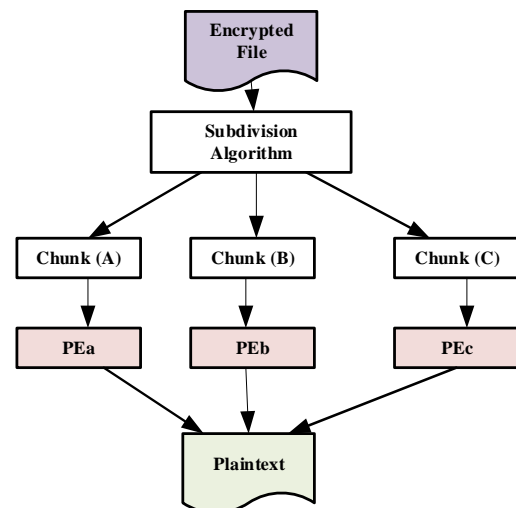 Encrypted
File
Subdivision
Algorithm
Chunk (A)
Chunk (B)
Chunk (C)
PEa
PEb
PEc
Plaintext